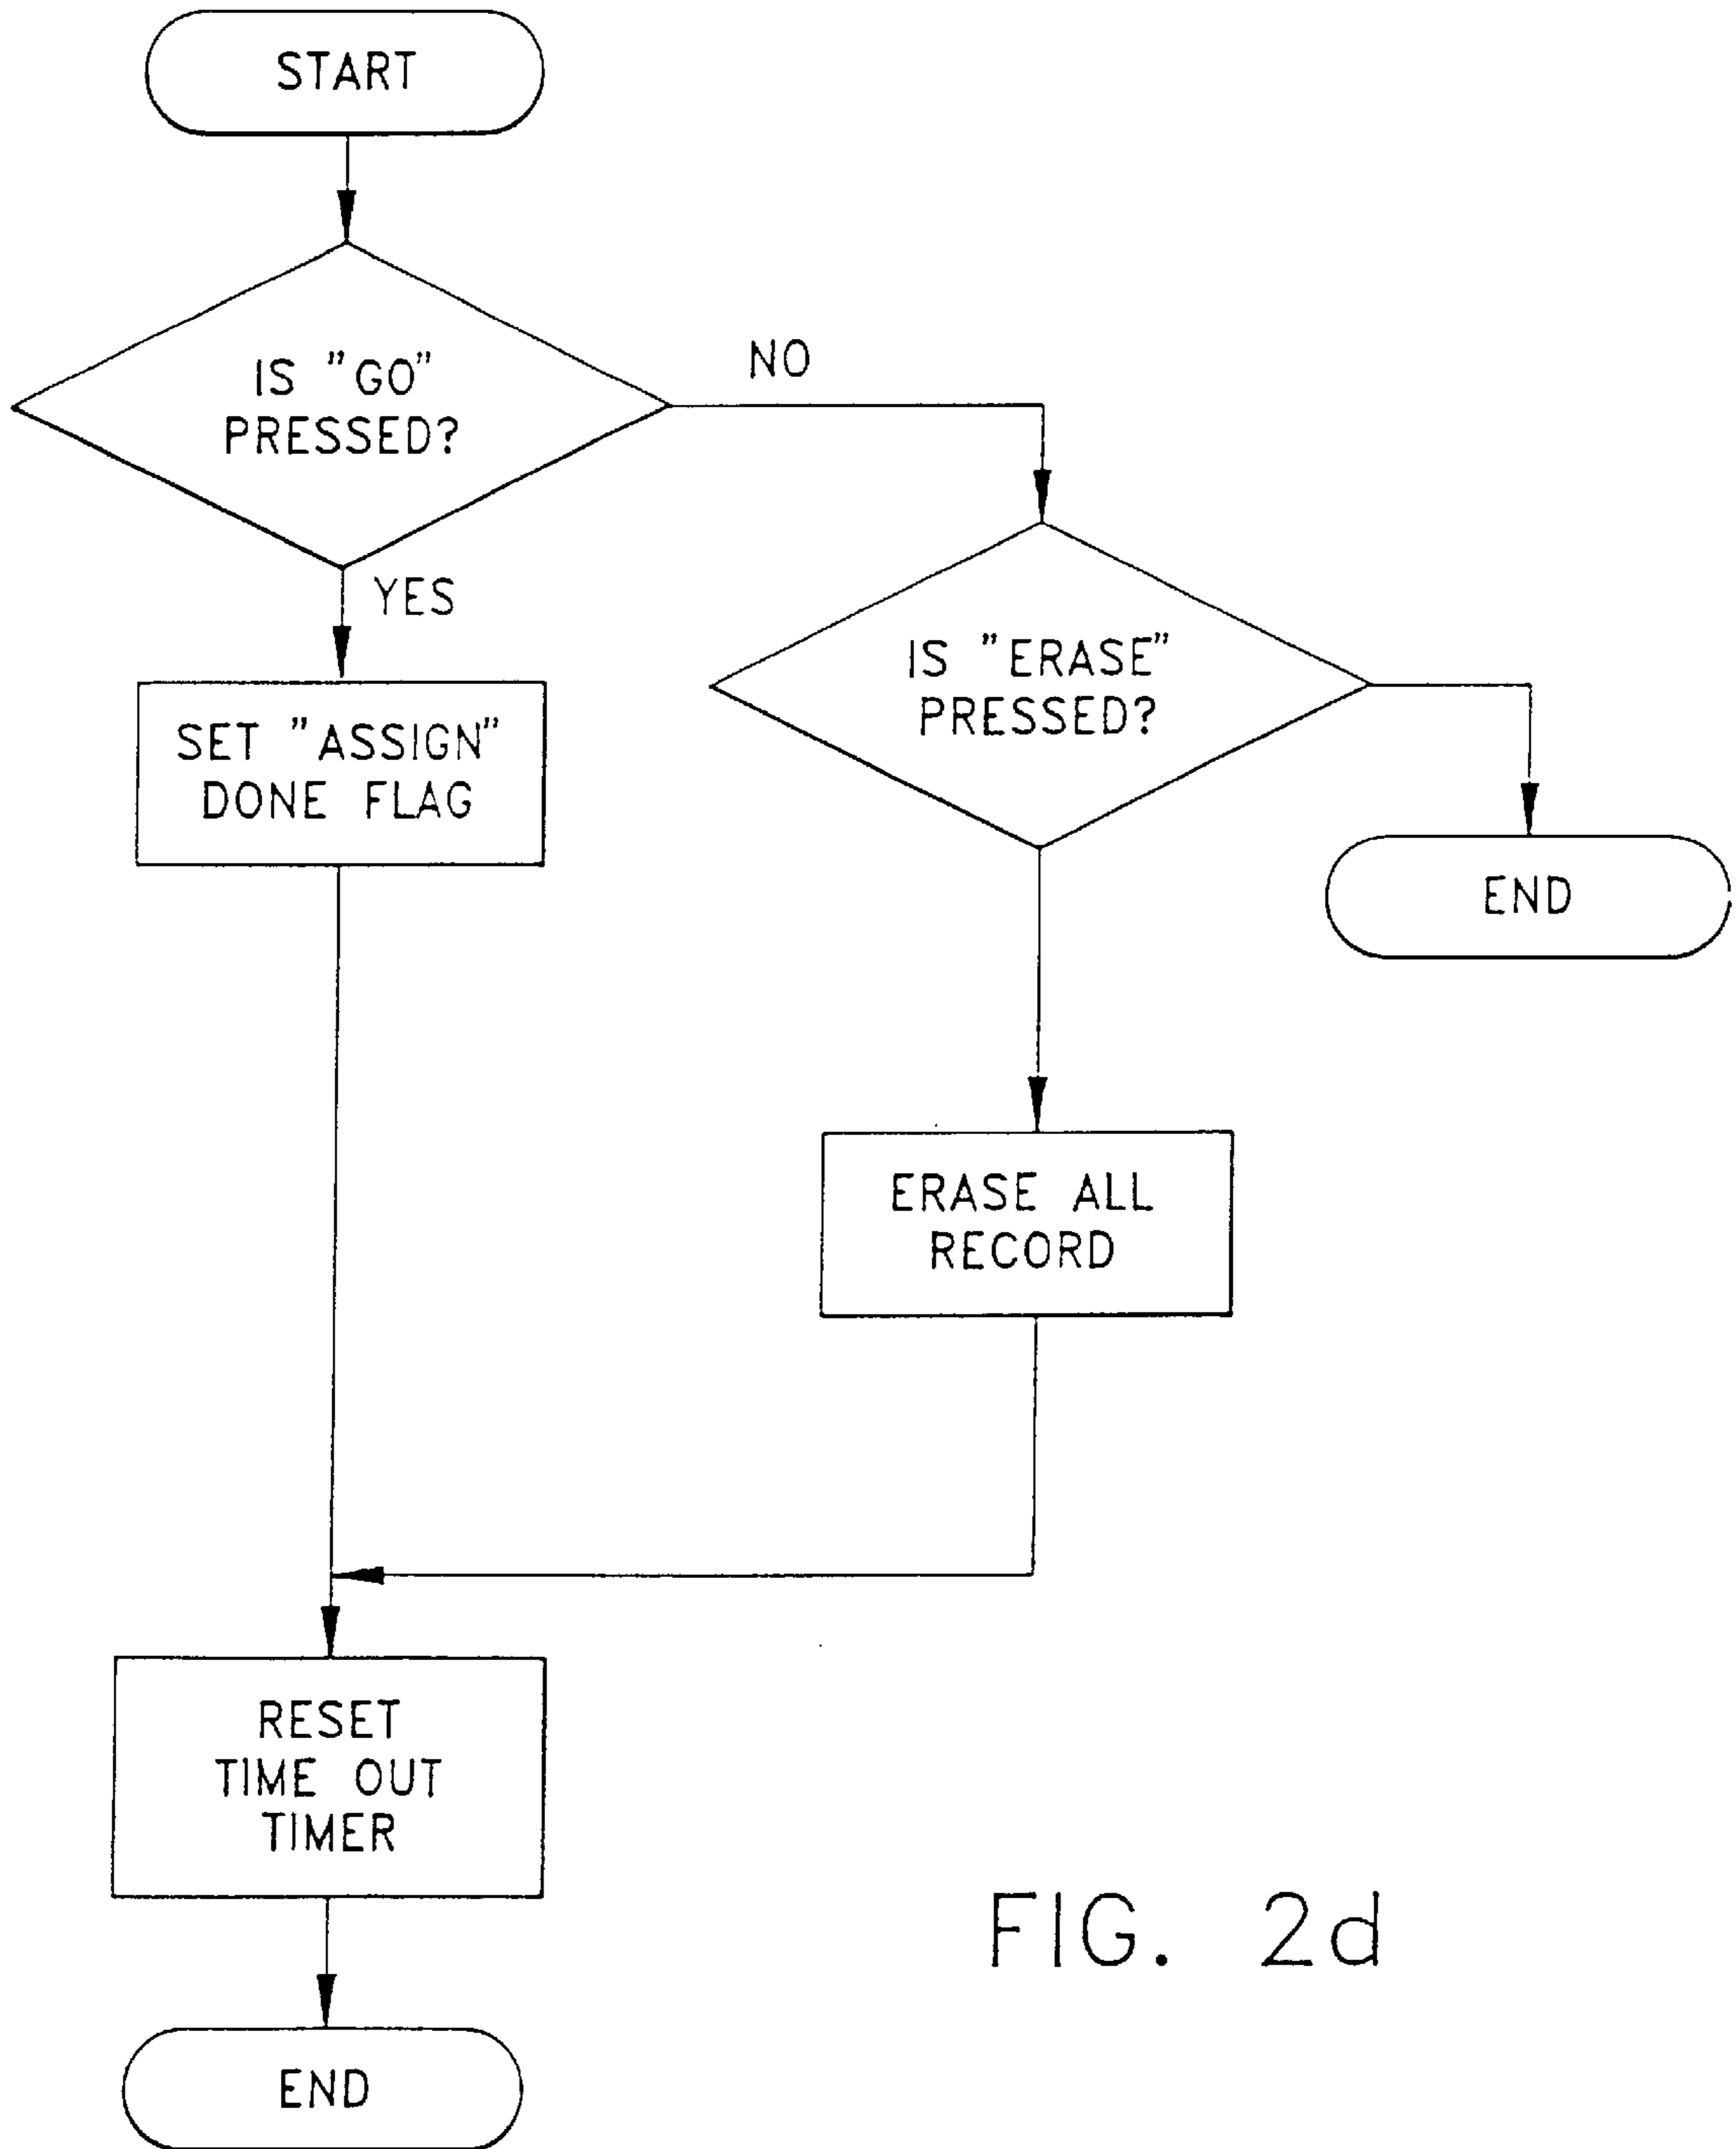 START
IS "GO"
PRESSED?
NO
YES
SET "ASSIGN"
DONE FLAG
IS "ERASE"
PRESSED?
END
ERASE ALL
RECORD
RESET
TIME OUT
TIMER
END
FIG. 2d